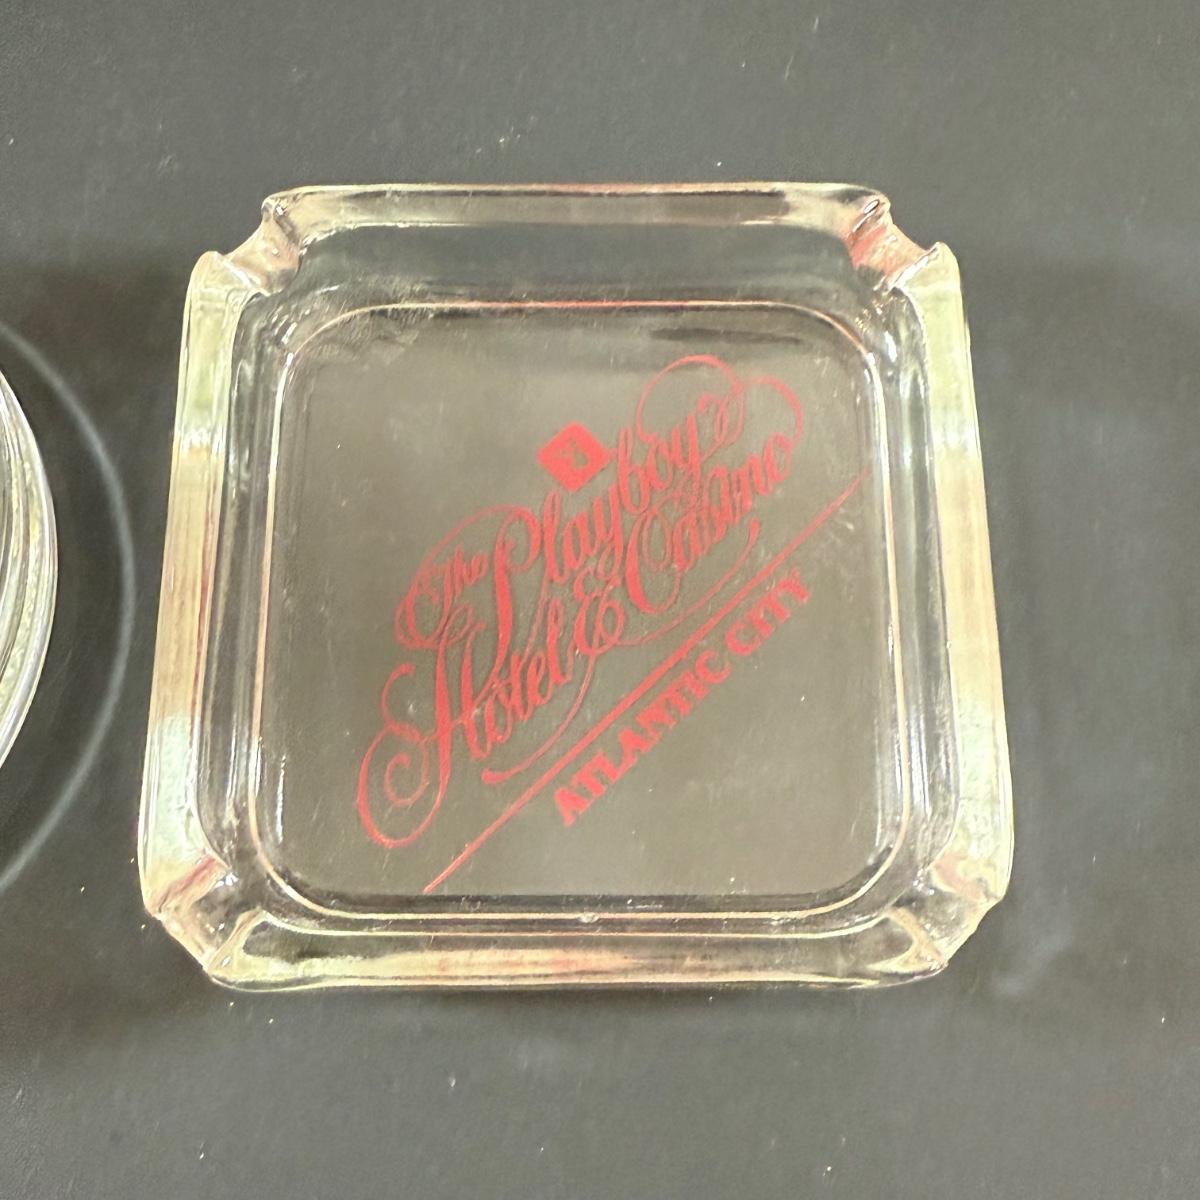 The Playboy
Hotel & Casino
ATLANTIC CITY